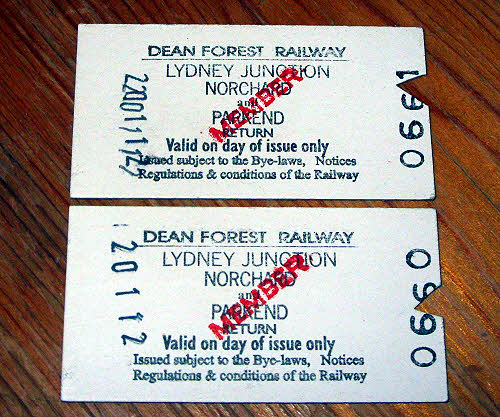 DEAN FOREST RAILWAY
LYDNEY JUNCTION
NORCHARD
and
PARKEND
RETURN
Valid on day of issue only
Issued subject to the Bye-laws, Notices
Regulations & conditions of the Railway
MEMBER
0661
DEAN FOREST RAILWAY
LYDNEY JUNCTION
NORCHARD
and
PARKEND
RETURN
Valid on day of issue only
Issued subject to the Bye-laws, Notices
Regulations & conditions of the Railway
MEMBER
0660